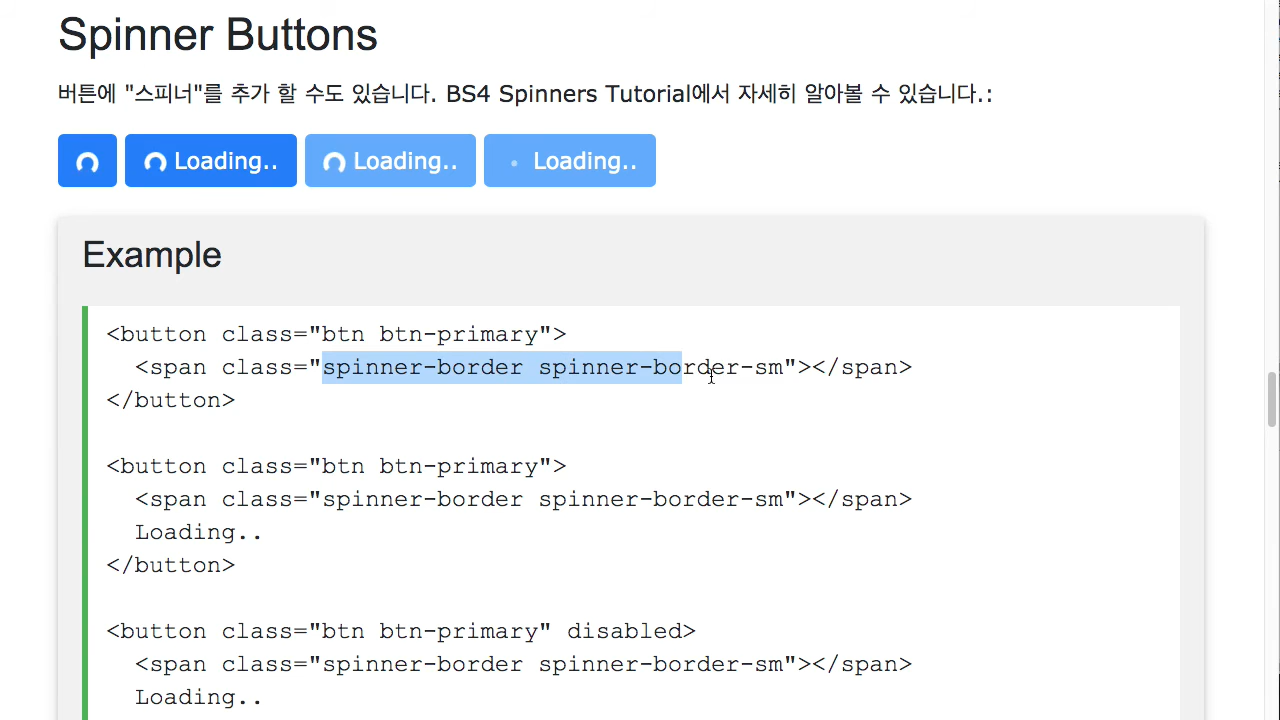 Spinner Buttons
버튼에 "스피너"를 추가 할 수도 있습니다. BS4 Spinners Tutorial에서 자세히 알아볼 수 있습니다.:
Loading.. Loading.. Loading..
Example
<button class="btn btn-primary">
  <span class="spinner-border spinner-border-sm"></span>
</button>
<button class="btn btn-primary">
  <span class="spinner-border spinner-border-sm"></span>
  Loading..
</button>
<button class="btn btn-primary" disabled>
  <span class="spinner-border spinner-border-sm"></span>
  Loading..